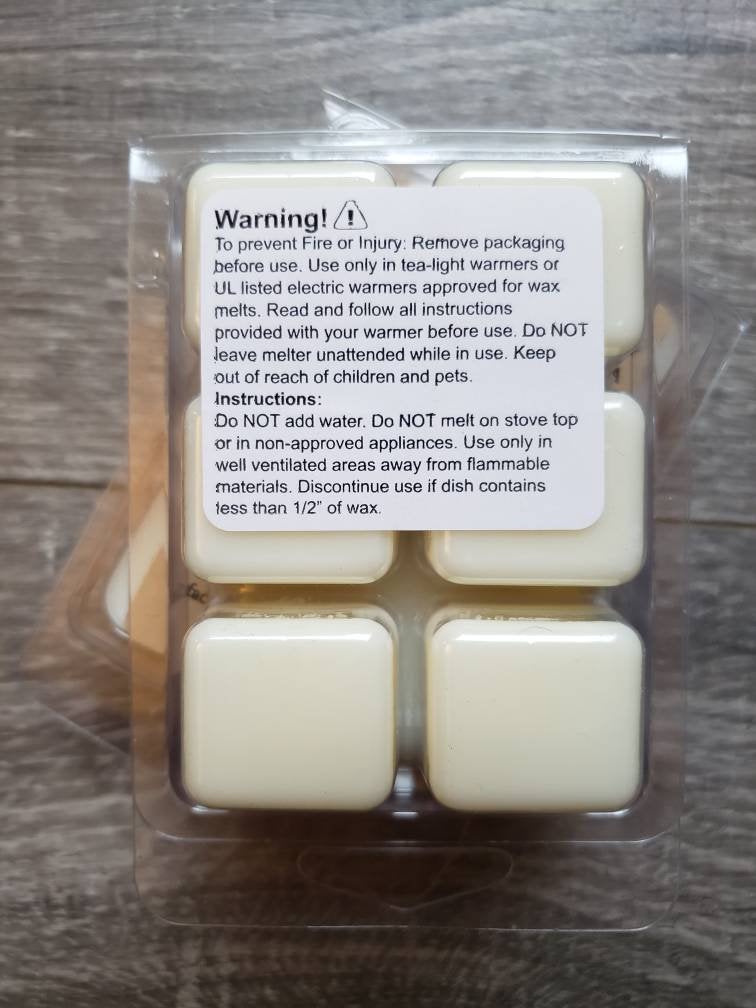 Warning!
To prevent Fire or Injury: Remove packaging
before use. Use only in tea-light warmers or
UL listed electric warmers approved for wax
melts. Read and follow all instructions
provided with your warmer before use. Do NOT
leave melter unattended while in use. Keep
out of reach of children and pets.
Instructions:
Do NOT add water. Do NOT melt on stove top
or in non-approved appliances. Use only in
well ventilated areas away from flammable
materials. Discontinue use if dish contains
less than 1/2" of wax.